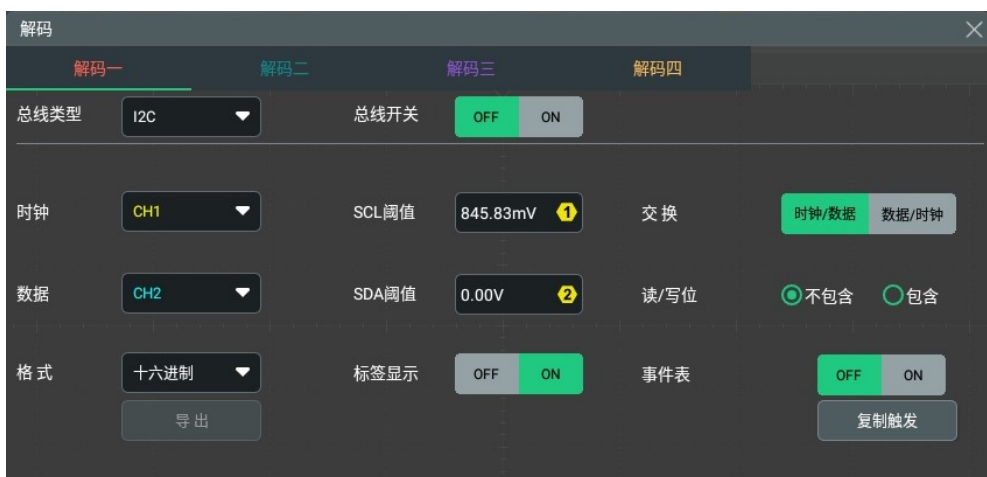 解码
解码一 解码二 解码三 解码四
总线类型 I2C 总线开关 OFF ON
时钟 CH1 SCL阈值 845.83mV 1 交换 时钟/数据 数据/时钟
数据 CH2 SDA阈值 0.00V 2 读/写位 不包含 包含
格式 十六进制 标签显示 OFF ON 事件表 OFF ON
导出 复制触发